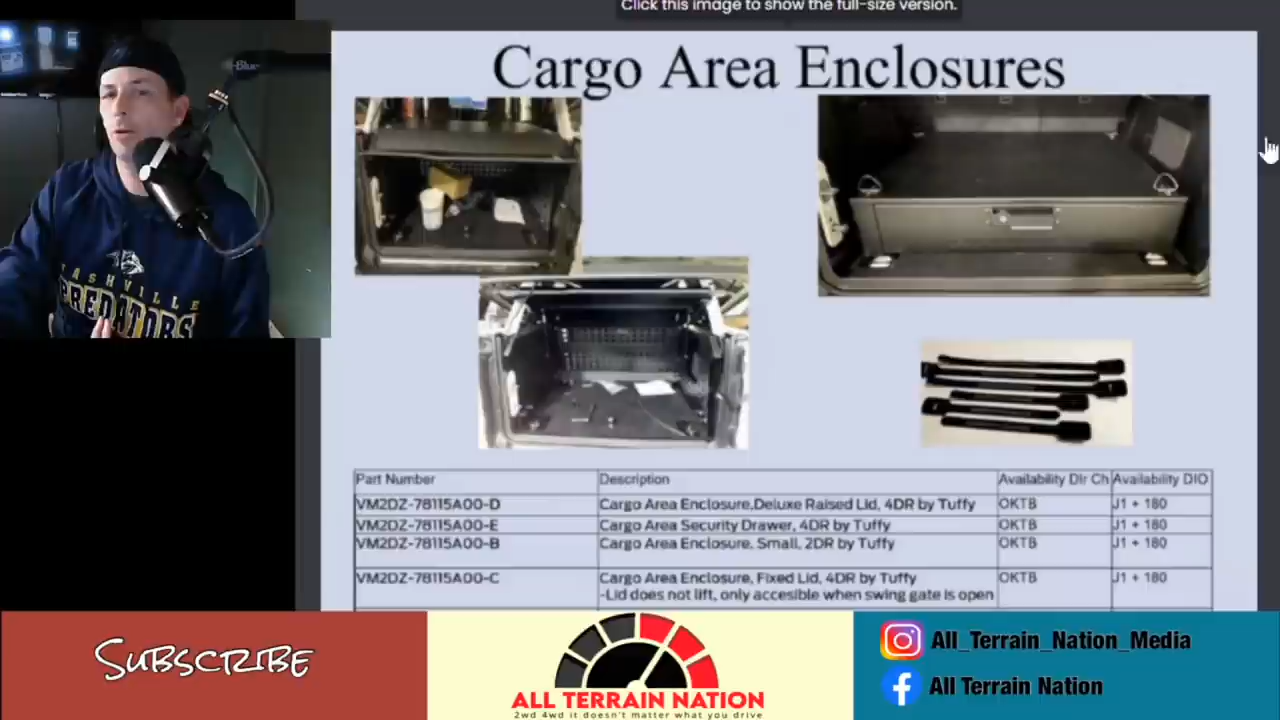 Click this image to show the full-size version.
Cargo Area Enclosures
-Blue
NASHVILLE
PREDATORS
Part Number Description Availability Dlr Ch Availability DIO
VM2DZ-78115A00-D Cargo Area Enclosure,Deluxe Raised Lid, 4DR by Tuffy OKTB J1 + 180
VM2DZ-78115A00-E Cargo Area Security Drawer, 4DR by Tuffy OKTB J1 + 180
VM2DZ-78115A00-B Cargo Area Enclosure, Small, 2DR by Tuffy OKTB J1 + 180
VM2DZ-78115A00-C Cargo Area Enclosure, Fixed Lid, 4DR by Tuffy OKTB J1 + 180
-Lid does not lift, only accesible when swing gate is open
SUBSCRIBE
ALL TERRAIN NATION
2wd 4wd it doesn't matter what you drive
All_Terrain_Nation_Media
All Terrain Nation